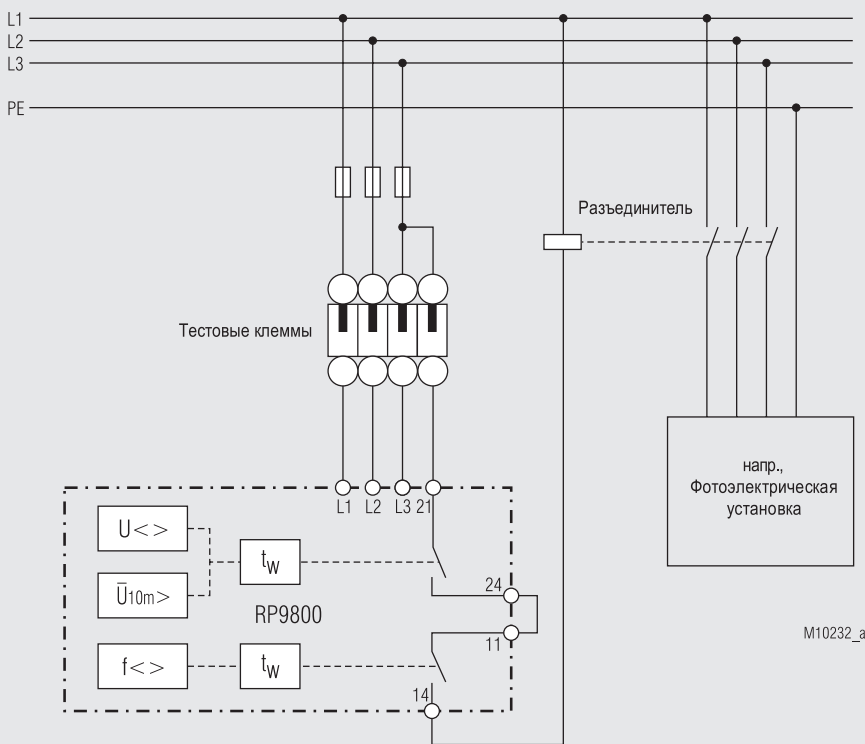 L1
L2
L3
PE
Разъединитель
Тестовые клеммы
напр.,
Фотоэлектрическая
установка
L1 L2 L3 21
U<>
tw
Ū10m>
RP9800
24
11
M10232_a
f<>
tw
14